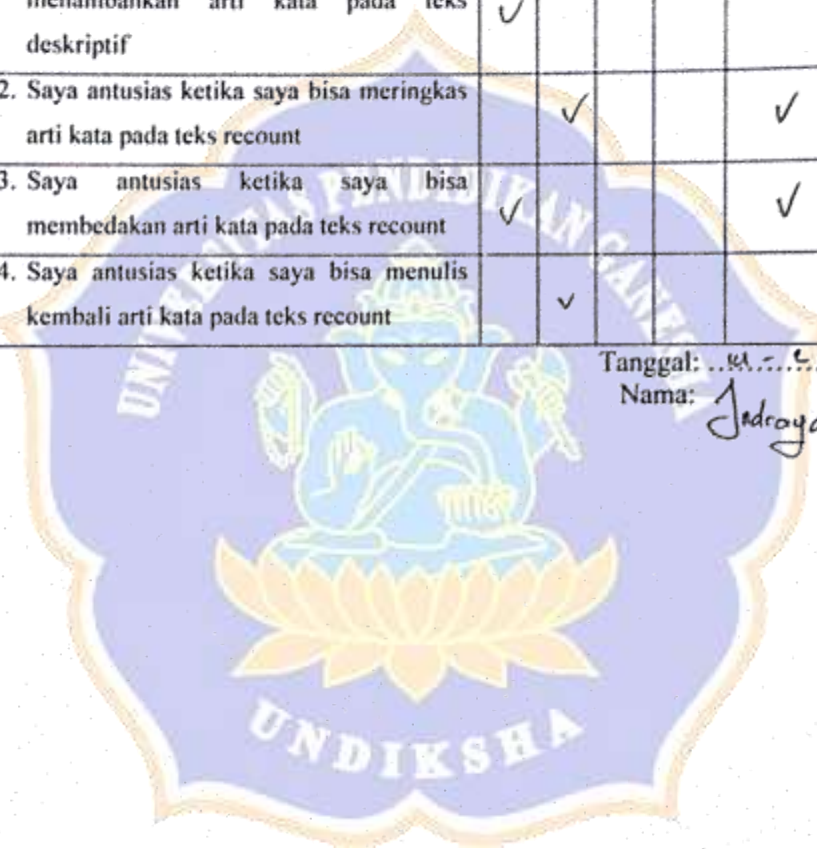 menambahkan arti kata pada teks
deskriptif
2. Saya antusias ketika saya bisa meringkas
arti kata pada teks recount
3. Saya antusias ketika saya bisa
membedakan arti kata pada teks recount
4. Saya antusias ketika saya bisa menulis
kembali arti kata pada teks recount
Tanggal:
Nama:
UNIVERSITAS PENDIDIKAN GANESHA
UNDIKSHA